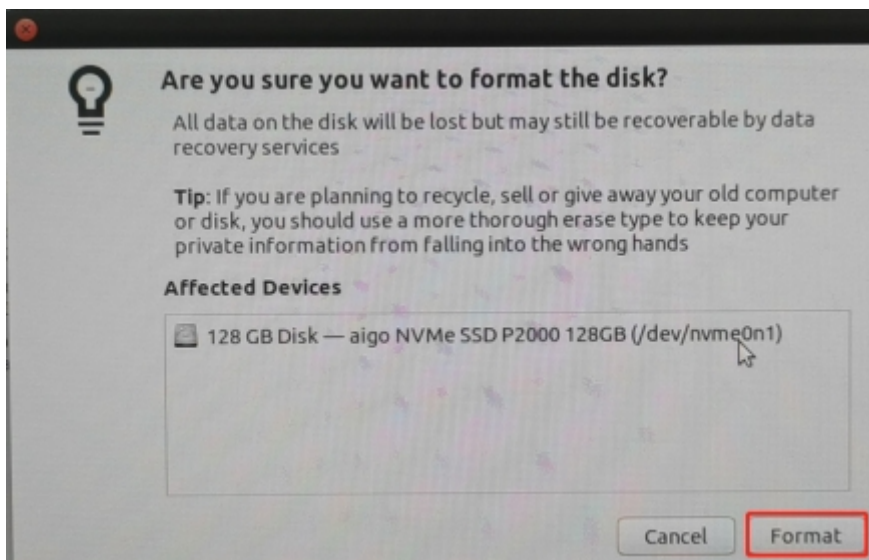 Are you sure you want to format the disk?
All data on the disk will be lost but may still be recoverable by data
recovery services
Tip: If you are planning to recycle, sell or give away your old computer
or disk, you should use a more thorough erase type to keep your
private information from falling into the wrong hands
Affected Devices
128 GB Disk — aigo NVMe SSD P2000 128GB (/dev/nvme0n1)
Cancel Format